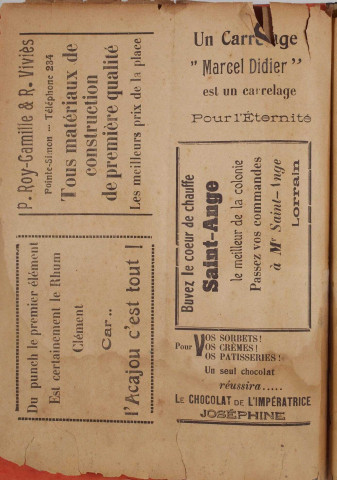 P. Roy-Camille & R. Viviès
Pointe-Simon — Téléphone 234
Tous matériaux de
construction
de première qualité
Les meilleurs prix de la place
Un Carrelage
"Marcel Didier"
est un carrelage
Pour l'Éternité
Du punch le premier élément
Est certainement le Rhum
Clément
Car..
l'Acajou c'est tout !
Buvez le coeur de chauffe
Saint-Ange
le meilleur de la colonie
Passez vos commandes
à Mr Saint-Ange
Lorrain
Pour VOS SORBETS !
VOS CRÈMES !
VOS PATISSERIES !
Un seul chocolat
réussira.....
LE CHOCOLAT DE L'IMPÉRATRICE
JOSÉPHINE